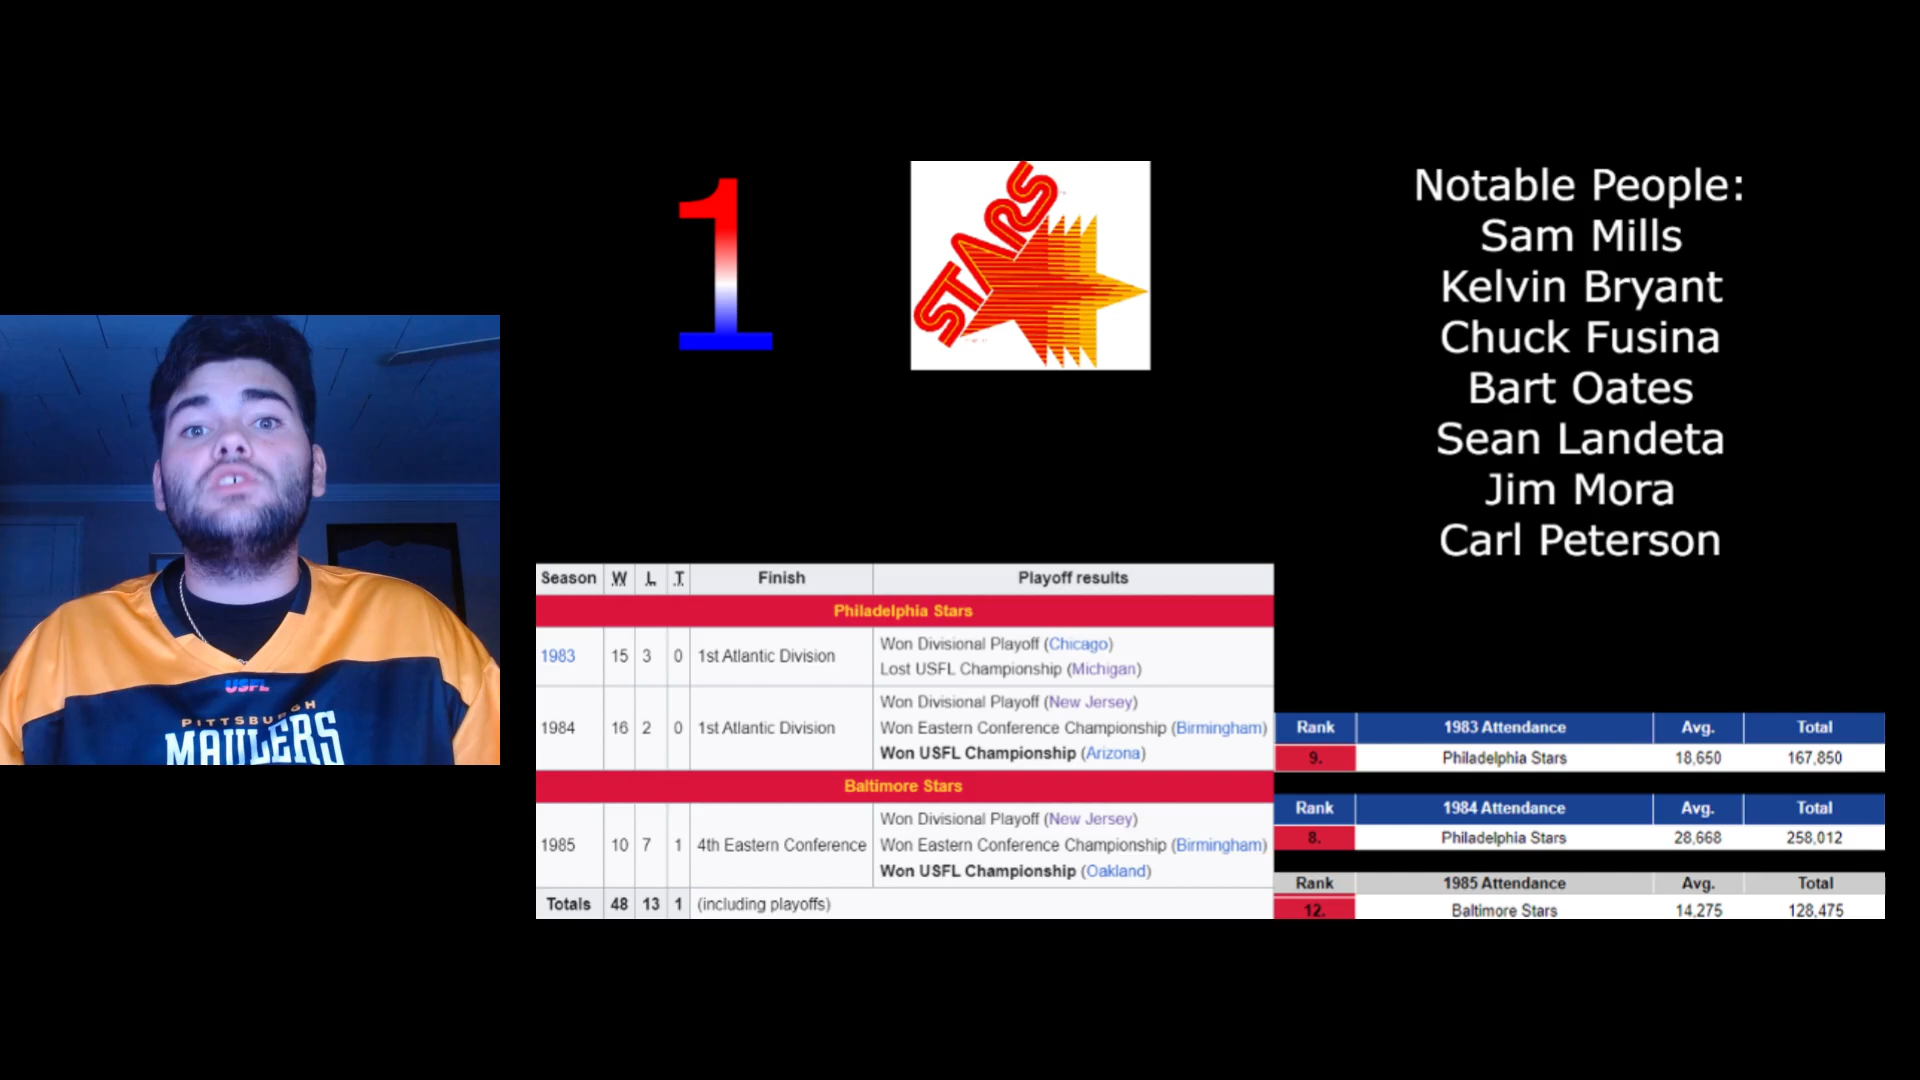 1
STARS
Notable People:
Sam Mills
Kelvin Bryant
Chuck Fusina
Bart Oates
Sean Landeta
Jim Mora
Carl Peterson
USFL
PITTSBURGH
MAULERS
Season W L T Finish Playoff results
Philadelphia Stars
1983 15 3 0 1st Atlantic Division Won Divisional Playoff (Chicago)
Lost USFL Championship (Michigan)
1984 16 2 0 1st Atlantic Division Won Divisional Playoff (New Jersey)
Won Eastern Conference Championship (Birmingham)
Won USFL Championship (Arizona)
Baltimore Stars
1985 10 7 1 4th Eastern Conference Won Divisional Playoff (New Jersey)
Won Eastern Conference Championship (Birmingham)
Won USFL Championship (Oakland)
Totals 48 13 1 (including playoffs)
Rank 1983 Attendance Avg. Total
9. Philadelphia Stars 18,650 167,850
Rank 1984 Attendance Avg. Total
8. Philadelphia Stars 28,668 258,012
Rank 1985 Attendance Avg. Total
12. Baltimore Stars 14,275 128,475